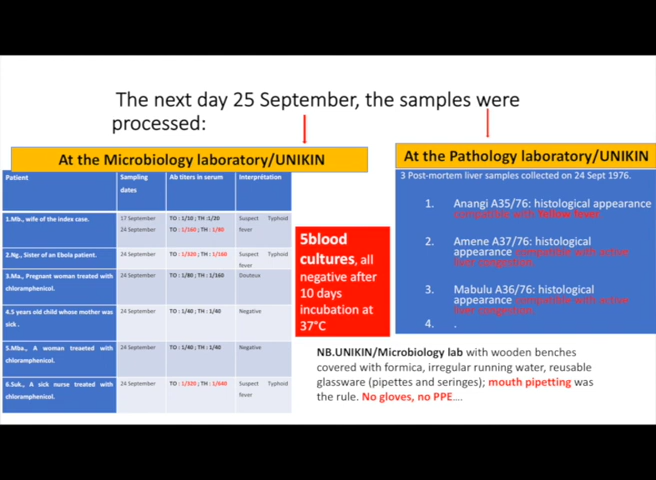 The next day 25 September, the samples were
processed:
At the Microbiology laboratory/UNIKIN
At the Pathology laboratory/UNIKIN
Patient Sampling dates Ab titers in serum Interprétation
1.Mb., wife of the index case. 17 September TO : 1/10 ; TH :1/20 Suspect Typhoid fever
24 September TO : 1/160 ; TH : 1/80
2.Ng., Sister of an Ebola patient. 24 September TO : 1/320 ; TH : 1/160 Suspect Typhoid fever
3.Ma., Pregnant woman treated with chloramphenicol. 24 September TO : 1/80 ; TH : 1/160 Douteux
4.5 years old child whose mother was sick . 24 September TO : 1/40 ; TH : 1/40 Negative
5.Mba., A woman treaeted with chloramphenicol. 24 September TO : 1/40 ; TH : 1/40 Negative
6.Suk., A sick nurse treated with chloramphenicol. 24 September TO : 1/320 ; TH : 1/640 Suspect Typhoid fever
5blood
cultures, all
negative after
10 days
incubation at
37°C
3 Post-mortem liver samples collected on 24 Sept 1976.
1. Anangi A35/76: histological appearance
compatible with Yellow fever.
2. Amene A37/76: histological
appearance compatible with active
liver congestion.
3. Mabulu A36/76: histological
appearance compatible with active
liver congestion.
4. .
NB.UNIKIN/Microbiology lab with wooden benches
covered with formica, irregular running water, reusable
glassware (pipettes and seringes); mouth pipetting was
the rule. No gloves, no PPE....